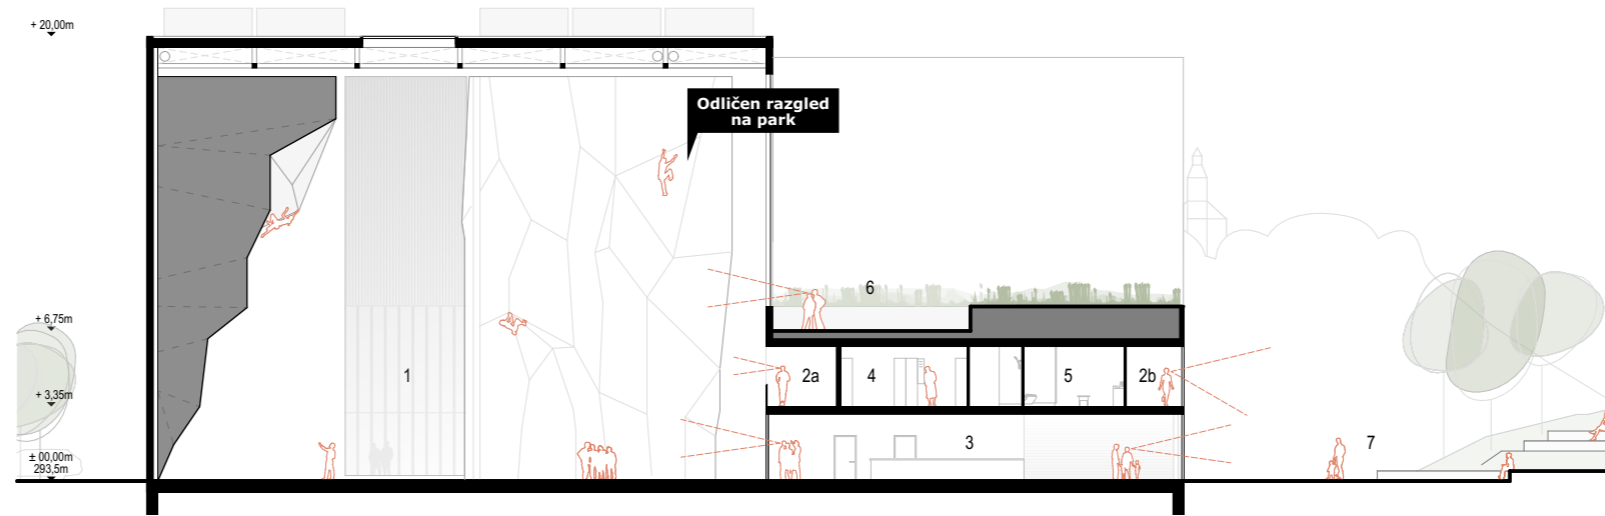 + 20,00m
Odličen razgled
na park
6
+ 6,75m
1
2a
4
5
2b
+ 3,35m
3
7
± 00,00m
293,5m